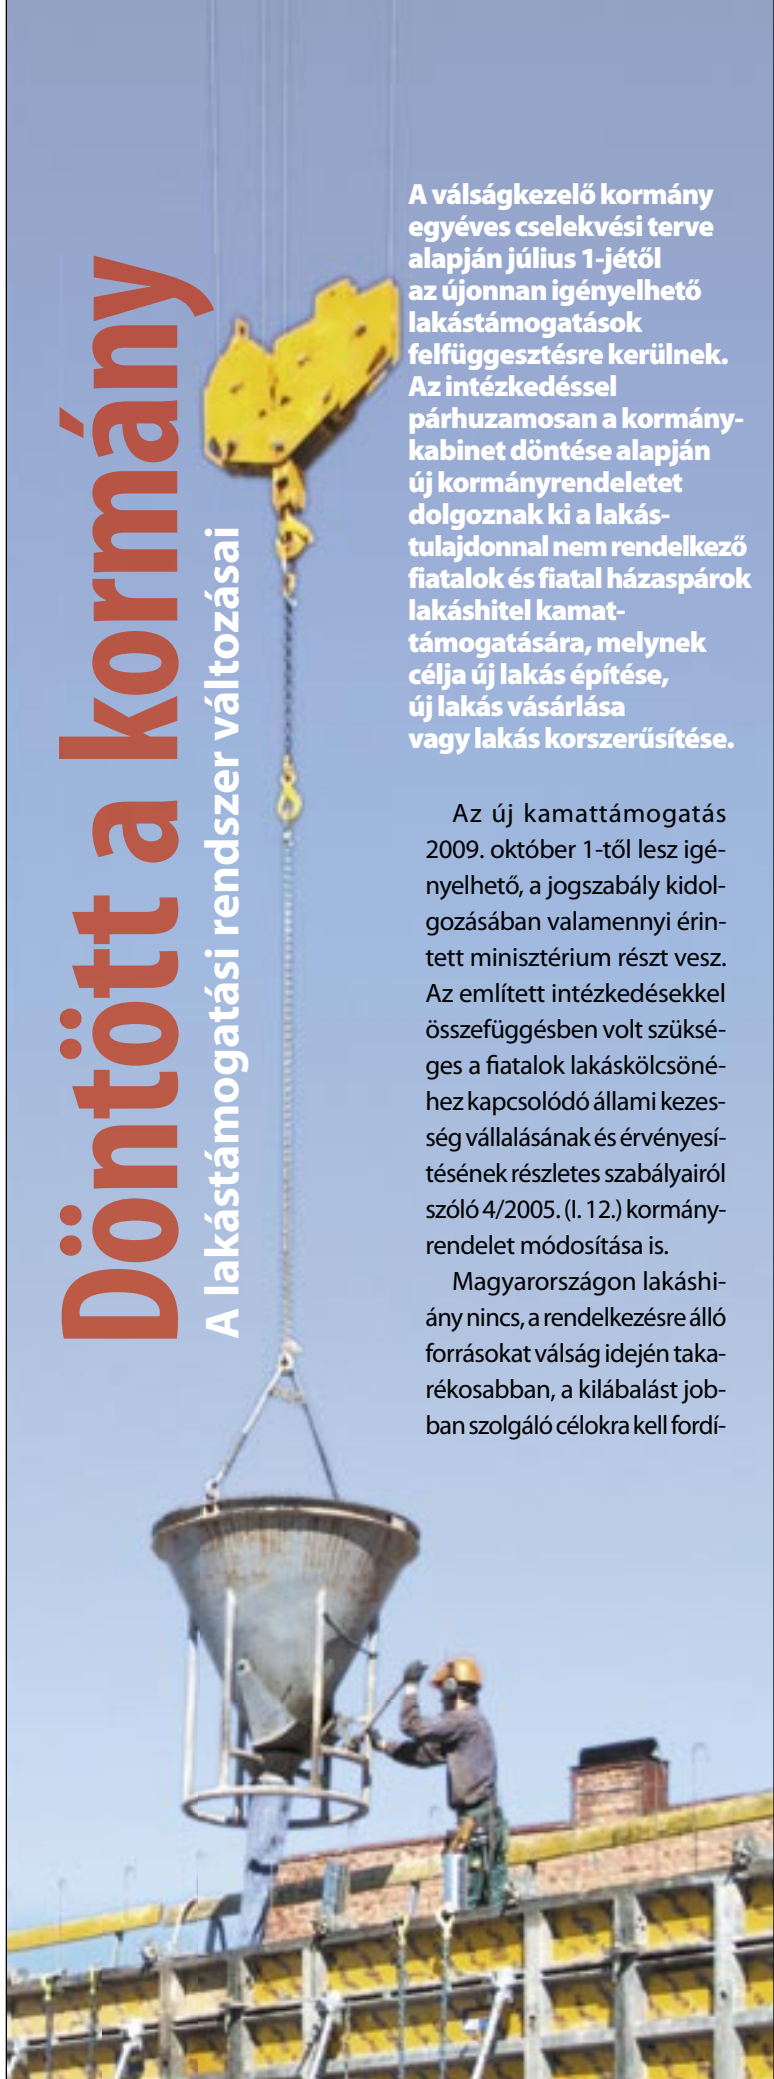 Döntött a kormány
A lakástámogatási rendszer változásai
A válságkezelő kormány
egyéves cselekvési terve
alapján július 1-jétől
az újonnan igényelhető
lakástámogatások
felfüggesztésre kerülnek.
Az intézkedéssel
párhuzamosan a kormány-
kabinet döntése alapján
új kormányrendeletet
dolgoznak ki a lakás-
tulajdonnal nem rendelkező
fiatalok és fiatal házaspárok
lakáshitel kamat-
támogatására, melynek
célja új lakás építése,
új lakás vásárlása
vagy lakás korszerűsítése.
Az új kamattámogatás
2009. október 1-től lesz igé-
nyelhető, a jogszabály kidol-
gozásában valamennyi érin-
tett minisztérium részt vesz.
Az említett intézkedésekkel
összefüggésben volt szüksé-
ges a fiatalok lakáskölcsöné-
hez kapcsolódó állami kezes-
ség vállalásának és érvényesí-
tésének részletes szabályairól
szóló 4/2005. (I. 12.) kormány-
rendelet módosítása is.
Magyarországon lakáshi-
ány nincs, a rendelkezésre álló
forrásokat válság idején taka-
rékosabban, a kilábalást job-
ban szolgáló célokra kell fordí-